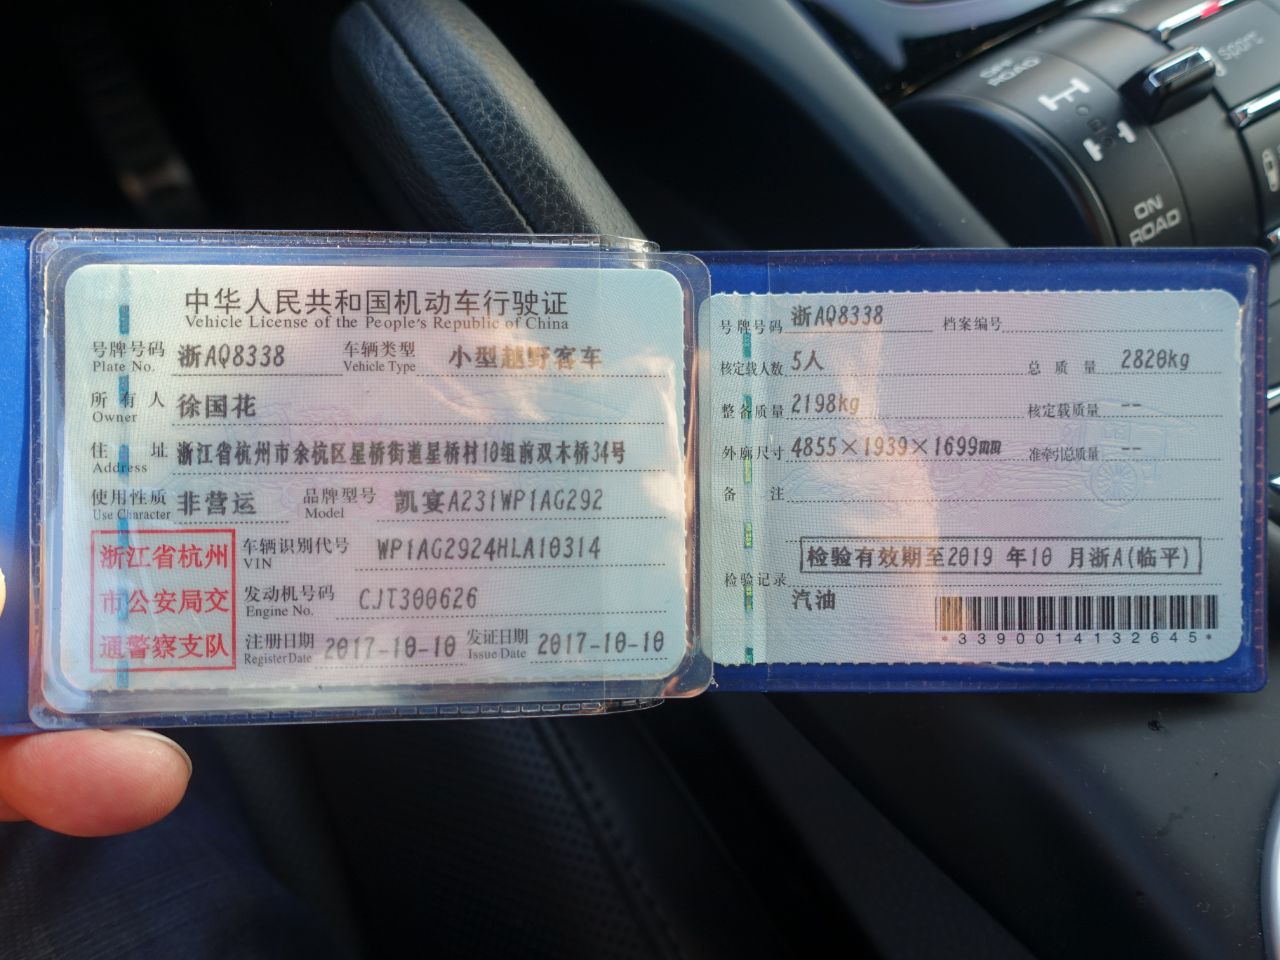 OFF ROAD
Sport
ON ROAD
中华人民共和国机动车行驶证
Vehicle License of the People's Republic of China
号牌号码 浙AQ8338 车辆类型 小型越野客车
Plate No. Vehicle Type
所有人 徐国花
Owner
住址 浙江省杭州市余杭区星桥街道星桥村10组前双木桥34号
Address
使用性质 非营运 品牌型号 凯宴A231WP1AG292
Use Character Model
浙江省杭州
市公安局交
通警察支队
车辆识别代号 WP1AG2924HLA10314
VIN
发动机号码 CJT300626
Engine No.
注册日期 2017-10-10 发证日期 2017-10-10
Register Date Issue Date
号牌号码 浙AQ8338 档案编号
核定载人数 5人 总质量 2820kg
整备质量 2198kg 核定载质量 --
外廓尺寸 4855×1939×1699mm 准牵引总质量 --
备注
检验有效期至2019 年10 月浙A(临平)
检验记录
汽油
*3390014132645*